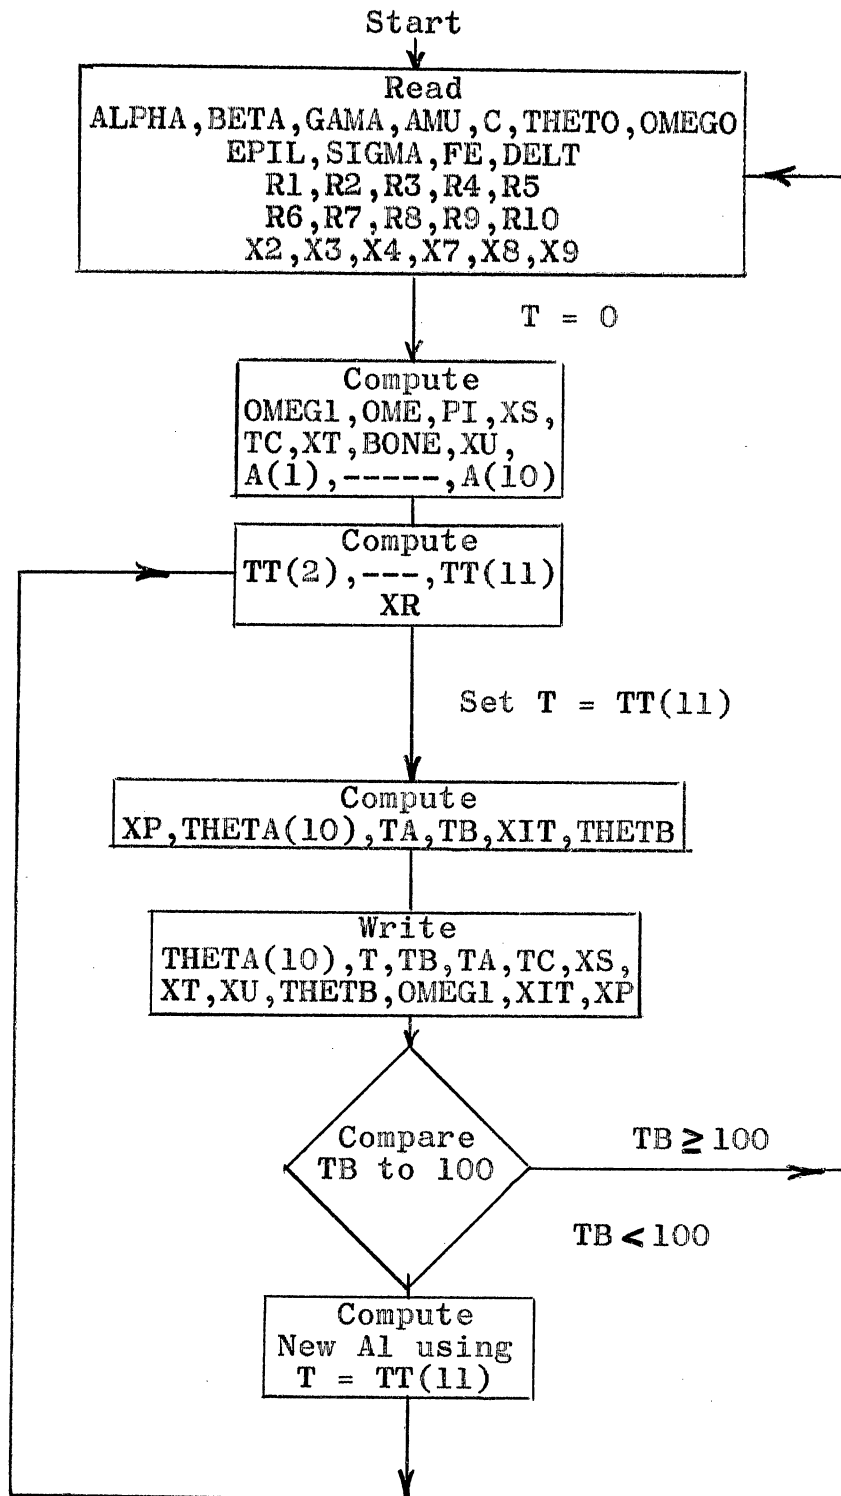 Start
Read
ALPHA,BETA,GAMA,AMU,C,THETO,OMEGO
EPIL,SIGMA,FE,DELT
R1,R2,R3,R4,R5
R6,R7,R8,R9,R10
X2,X3,X4,X7,X8,X9
T = 0
Compute
OMEG1,OME,PI,XS,
TC,XT,BONE,XU,
A(1),-----,A(10)
Compute
TT(2),---,TT(11)
XR
Set T = TT(11)
Compute
XP,THETA(10),TA,TB,XIT,THETB
Write
THETA(10),T,TB,TA,TC,XS,
XT,XU,THETB,OMEG1,XIT,XP
Compare
TB to 100
TB ≥ 100
TB < 100
Compute
New A1 using
T = TT(11)